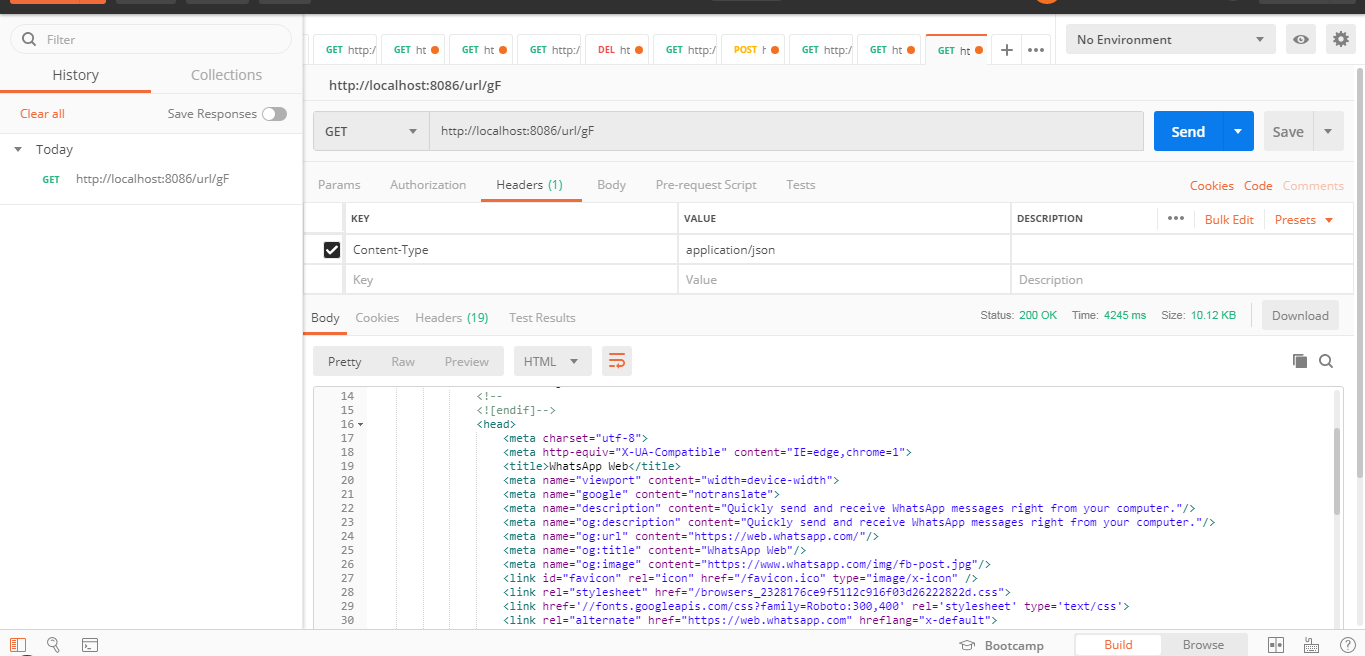 Filter
History Collections
Clear all Save Responses
Today
GET http://localhost:8086/url/gF
GET http:/ GET ht GET ht GET http:/ DEL ht GET http:/ POST GET http:/ GET ht GET ht
No Environment
http://localhost:8086/url/gF
GET http://localhost:8086/url/gF Send Save
Params Authorization Headers (1) Body Pre-request Script Tests Cookies Code Comments
KEY VALUE DESCRIPTION Bulk Edit Presets
Content-Type application/json
Key Value Description
Body Cookies Headers (19) Test Results Status: 200 OK Time: 4245 ms Size: 10.12 KB Download
Pretty Raw Preview HTML
14 <!--
15 <![endif]-->
16 <head>
17 <meta charset="utf-8">
18 <meta http-equiv="X-UA-Compatible" content="IE=edge,chrome=1">
19 <title>WhatsApp Web</title>
20 <meta name="viewport" content="width=device-width">
21 <meta name="google" content="notranslate">
22 <meta name="description" content="Quickly send and receive WhatsApp messages right from your computer."/>
23 <meta name="og:description" content="Quickly send and receive WhatsApp messages right from your computer."/>
24 <meta name="og:url" content="https://web.whatsapp.com/"/>
25 <meta name="og:title" content="WhatsApp Web"/>
26 <meta name="og:image" content="https://www.whatsapp.com/img/fb-post.jpg"/>
27 <link id="favicon" rel="icon" href="/favicon.ico" type="image/x-icon" />
28 <link rel="stylesheet" href="/browsers_2328176ce9f5112c916f03d26222822d.css">
29 <link href='//fonts.googleapis.com/css?family=Roboto:300,400' rel='stylesheet' type='text/css'>
30 <link rel="alternate" href="https://web.whatsapp.com" hreflang="x-default">
Bootcamp Build Browse